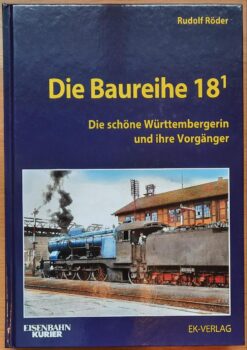 Rudolf Röder
Die Baureihe 18¹
Die schöne Württembergerin
und ihre Vorgänger
EISENBAHN
KURIER
EK-VERLAG